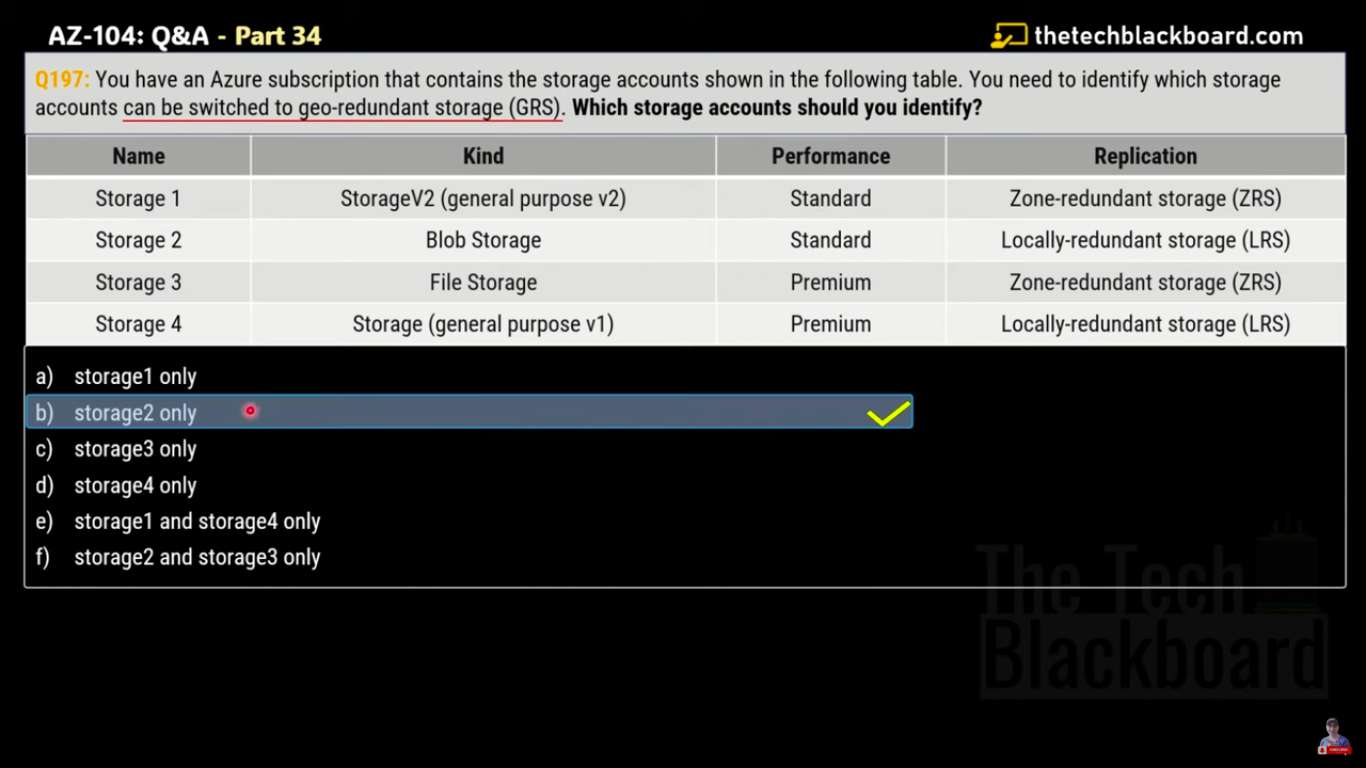 AZ-104: Q&A - Part 34
thetechblackboard.com
Q197: You have an Azure subscription that contains the storage accounts shown in the following table. You need to identify which storage
accounts can be switched to geo-redundant storage (GRS). Which storage accounts should you identify?
Name Kind Performance Replication
Storage 1 StorageV2 (general purpose v2) Standard Zone-redundant storage (ZRS)
Storage 2 Blob Storage Standard Locally-redundant storage (LRS)
Storage 3 File Storage Premium Zone-redundant storage (ZRS)
Storage 4 Storage (general purpose v1) Premium Locally-redundant storage (LRS)
a) storage1 only
b) storage2 only
c) storage3 only
d) storage4 only
e) storage1 and storage4 only
f) storage2 and storage3 only
The Tech
Blackboard